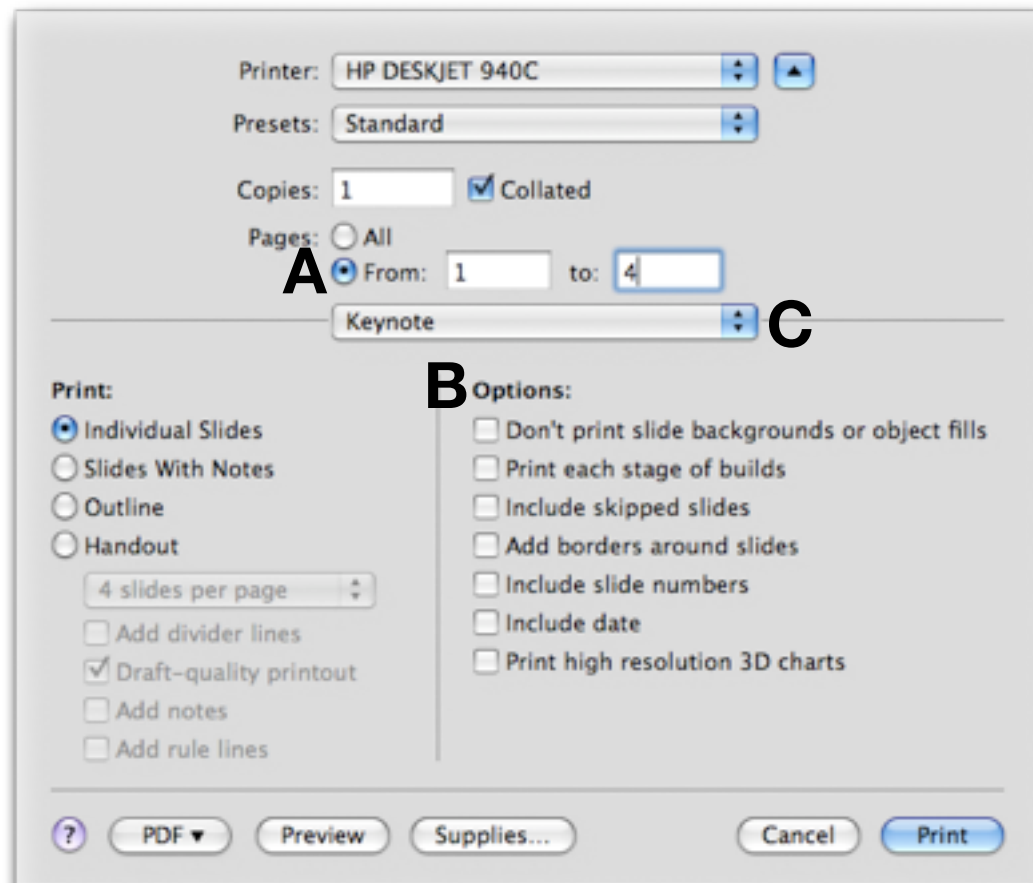 Printer: HP DESKJET 940C
Presets: Standard
Copies: 1 Collated
Pages: All
A From: 1 to: 4
Keynote C
Print:
Individual Slides
Slides With Notes
Outline
Handout
4 slides per page
Add divider lines
Draft-quality printout
Add notes
Add rule lines
B Options:
Don't print slide backgrounds or object fills
Print each stage of builds
Include skipped slides
Add borders around slides
Include slide numbers
Include date
Print high resolution 3D charts
? PDF Preview Supplies... Cancel Print